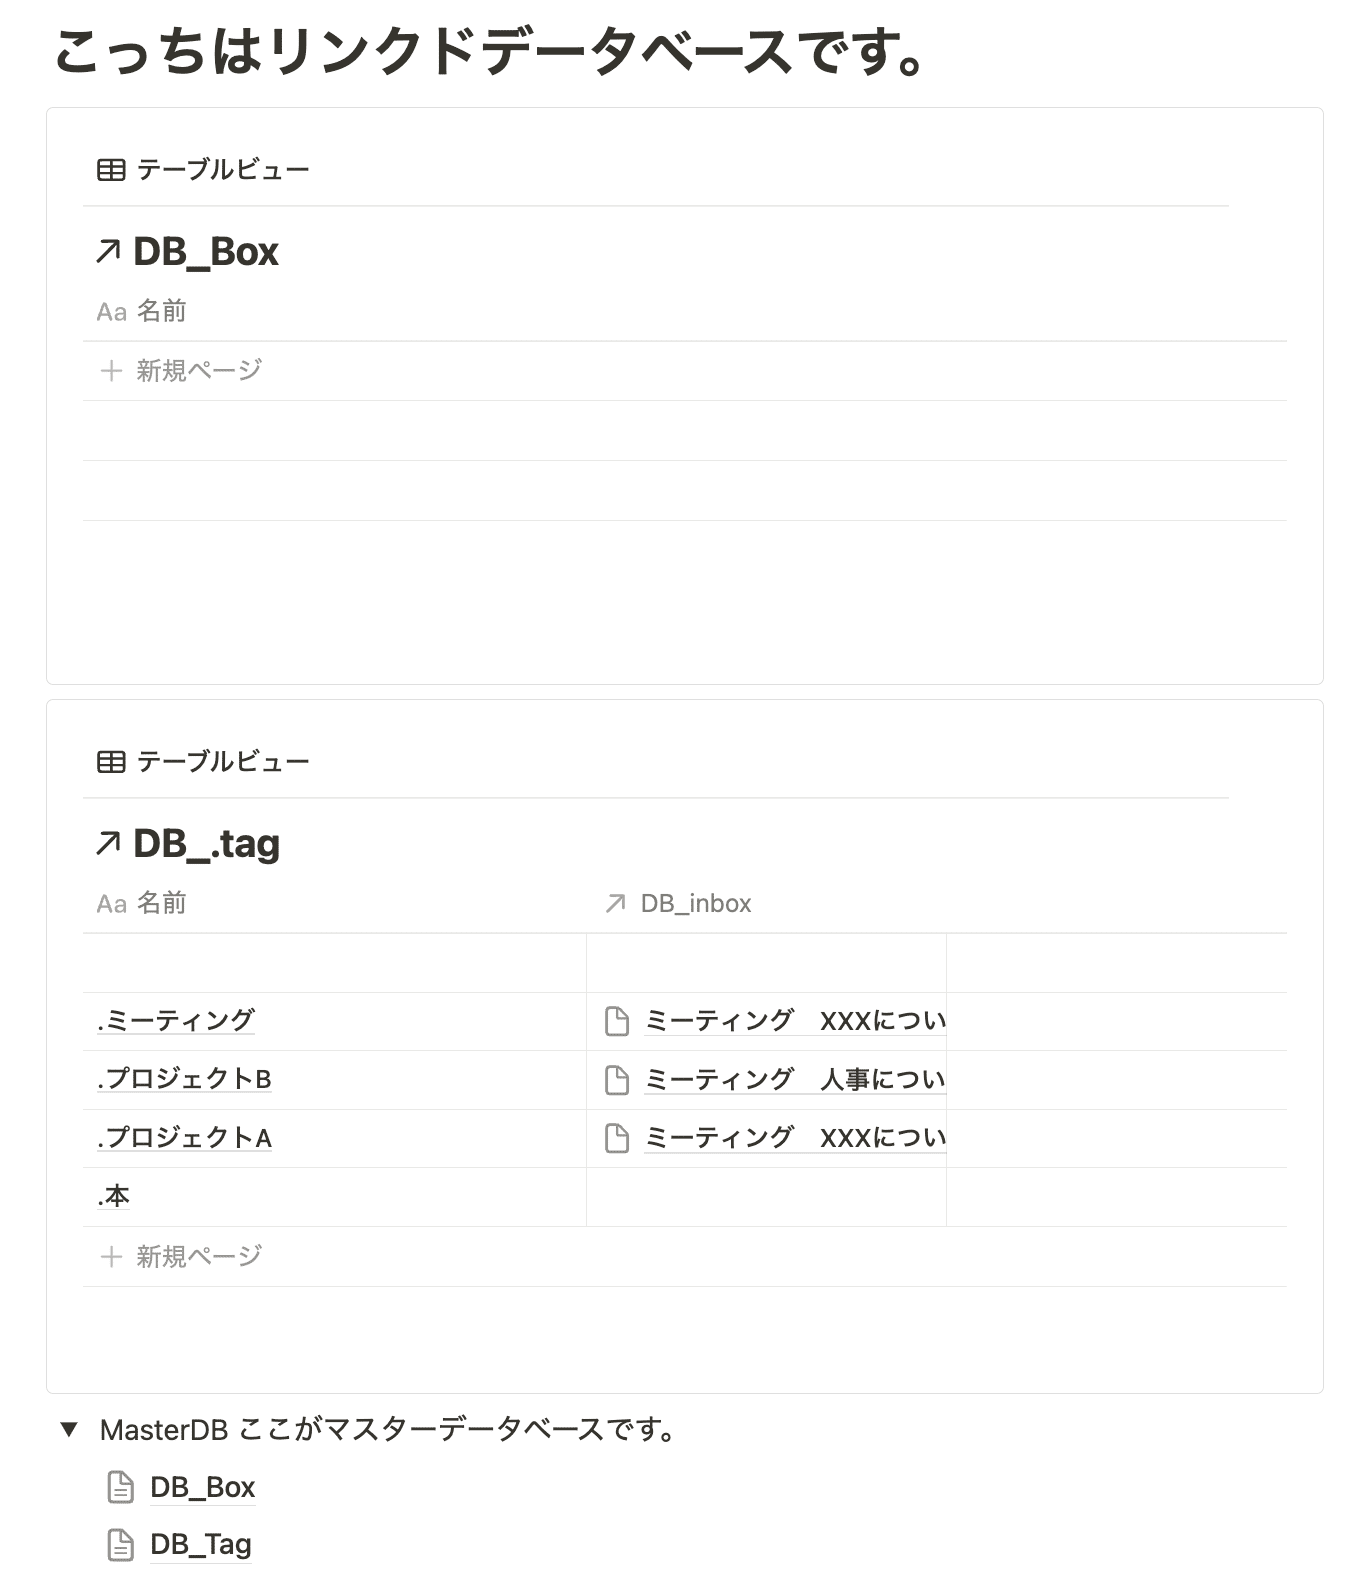 こっちはリンクドデータベースです。
テーブルビュー
DB_Box
Aa 名前
新規ページ
テーブルビュー
DB_.tag
Aa 名前 DB_inbox
.ミーティング ミーティング　XXXについ
.プロジェクトB ミーティング　人事につい
.プロジェクトA ミーティング　XXXについ
.本
新規ページ
MasterDB ここがマスターデータベースです。
DB_Box
DB_Tag